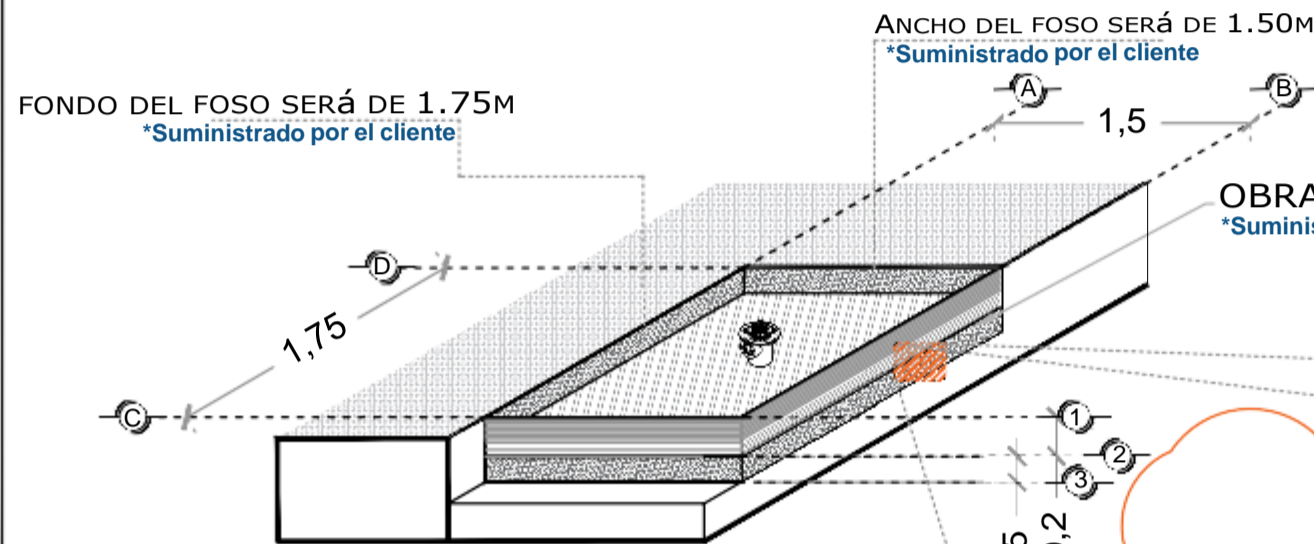 ANCHO DEL FOSO SERá DE 1.50M
*Suministrado por el cliente
FONDO DEL FOSO SERá DE 1.75M
*Suministrado por el cliente
A
B
1,5
OBRA
D
1,75
C
1
2
3